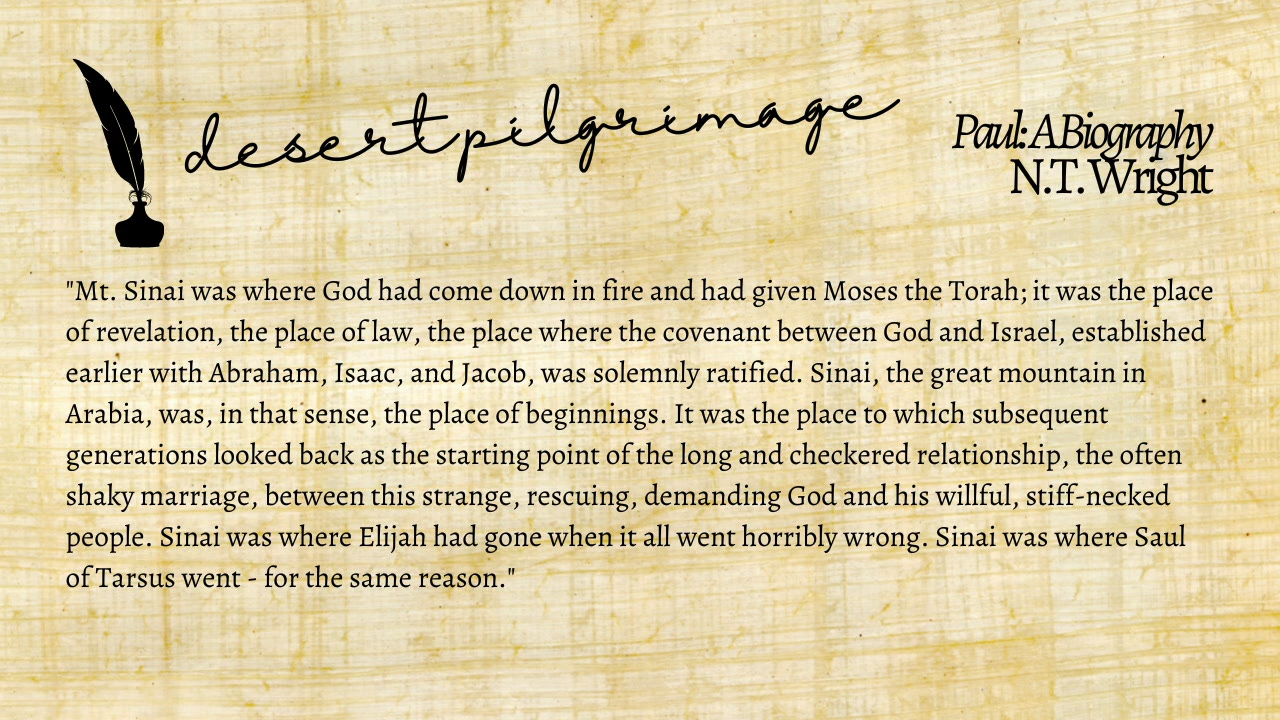 desert pilgrimage
Paul: A Biography
N.T. Wright
"Mt. Sinai was where God had come down in fire and had given Moses the Torah; it was the place
of revelation, the place of law, the place where the covenant between God and Israel, established
earlier with Abraham, Isaac, and Jacob, was solemnly ratified. Sinai, the great mountain in
Arabia, was, in that sense, the place of beginnings. It was the place to which subsequent
generations looked back as the starting point of the long and checkered relationship, the often
shaky marriage, between this strange, rescuing, demanding God and his willful, stiff-necked
people. Sinai was where Elijah had gone when it all went horribly wrong. Sinai was where Saul
of Tarsus went - for the same reason."